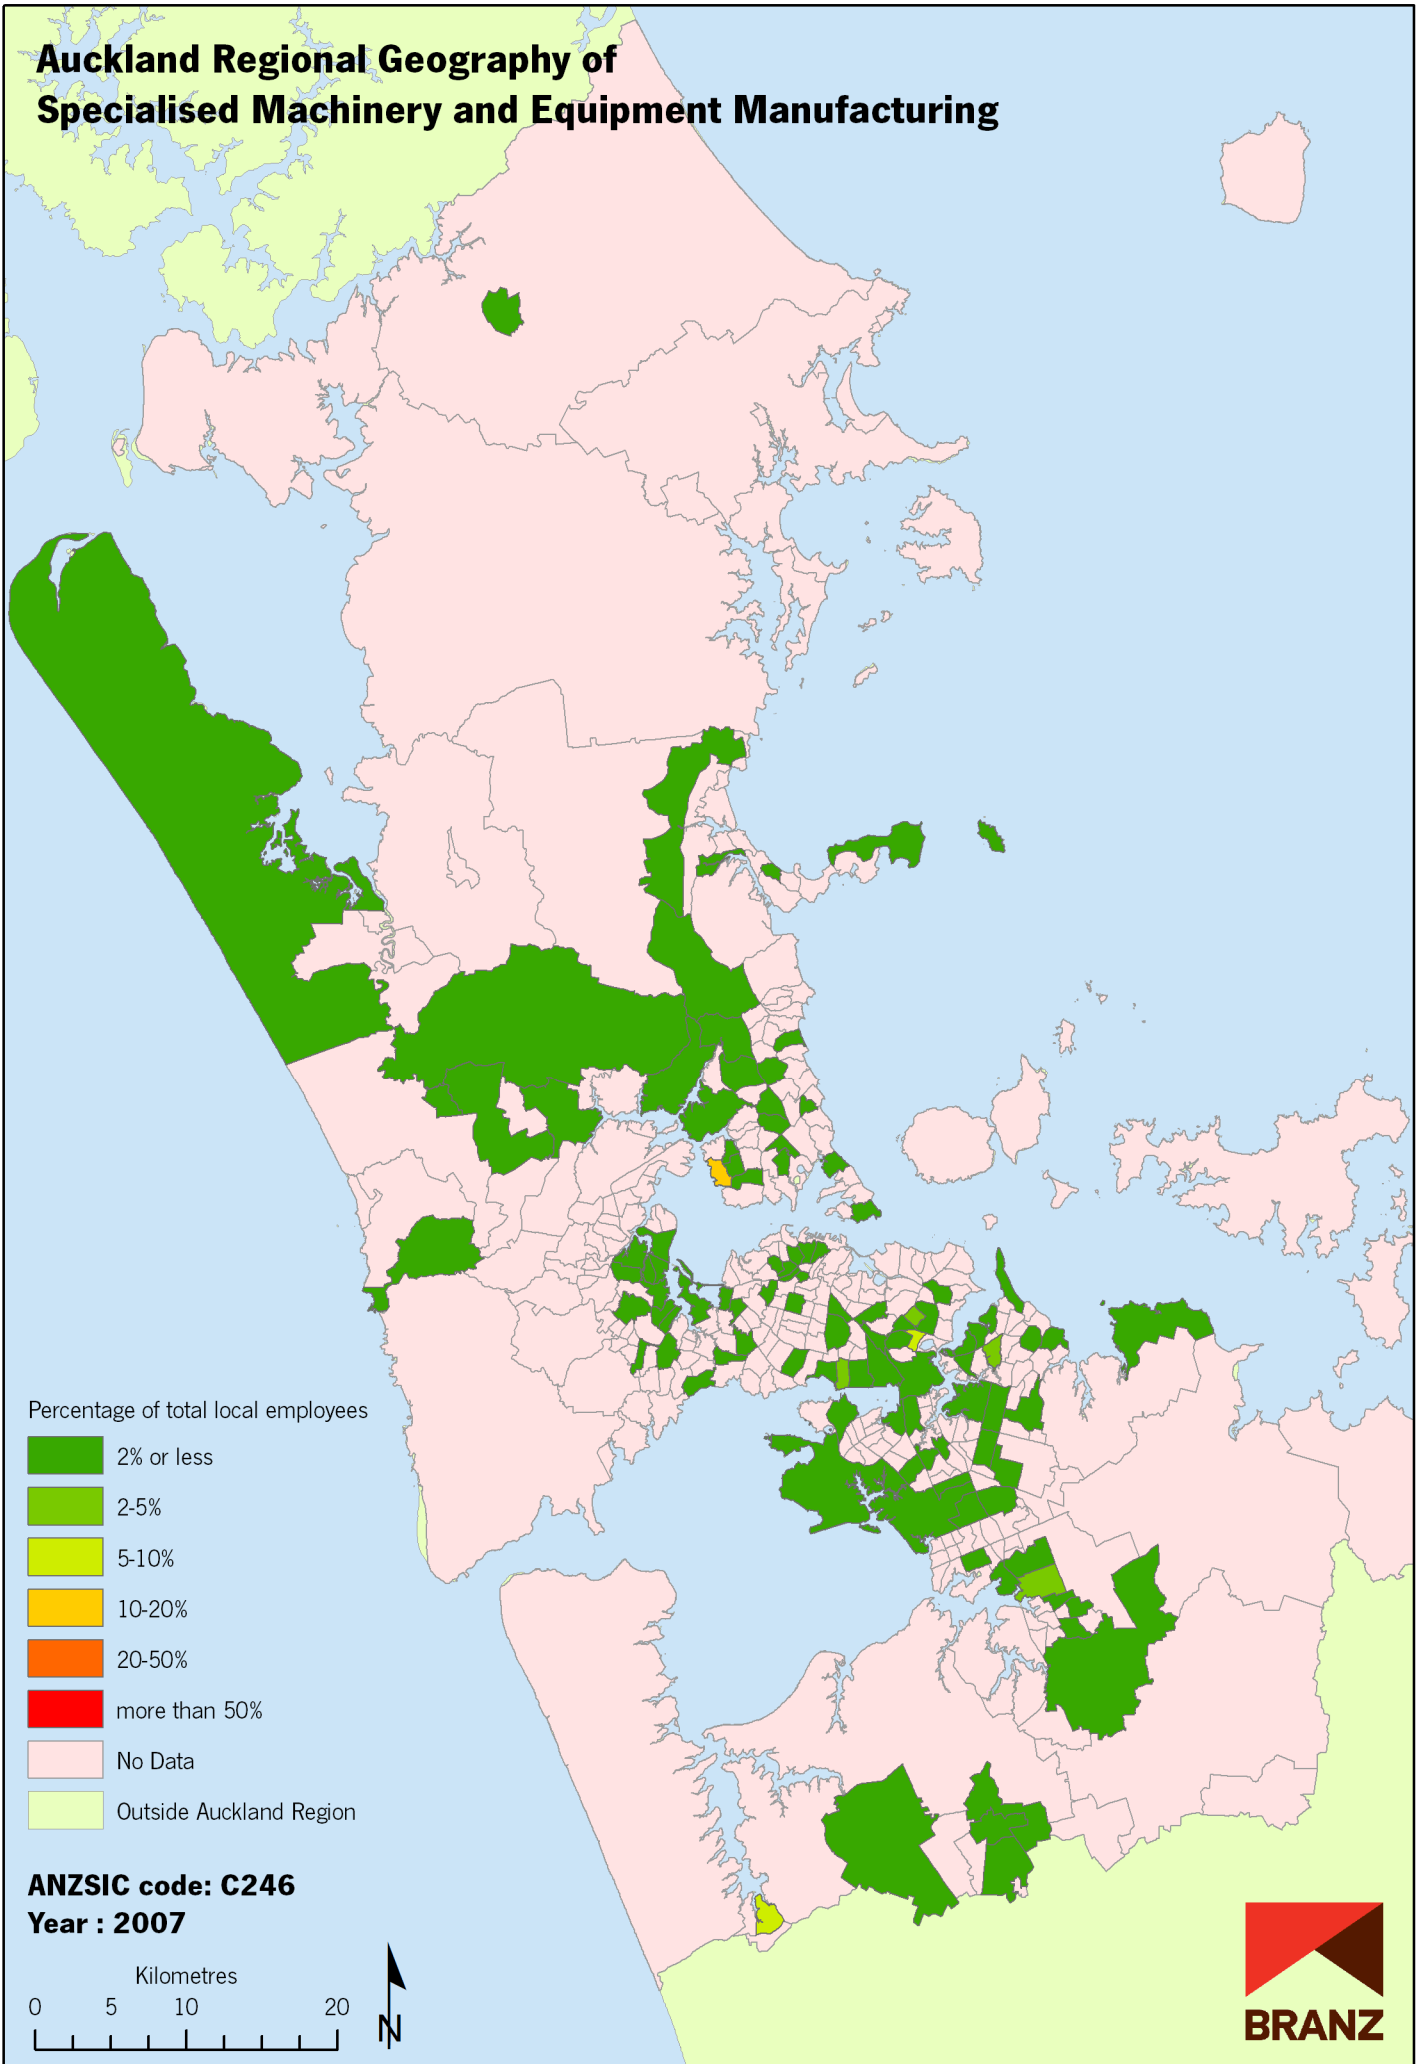 Auckland Regional Geography of
Specialised Machinery and Equipment Manufacturing
Percentage of total local employees
2% or less
2-5%
5-10%
10-20%
20-50%
more than 50%
No Data
Outside Auckland Region
ANZSIC code: C246
Year : 2007
Kilometres
0 5 10 20
N
BRANZ